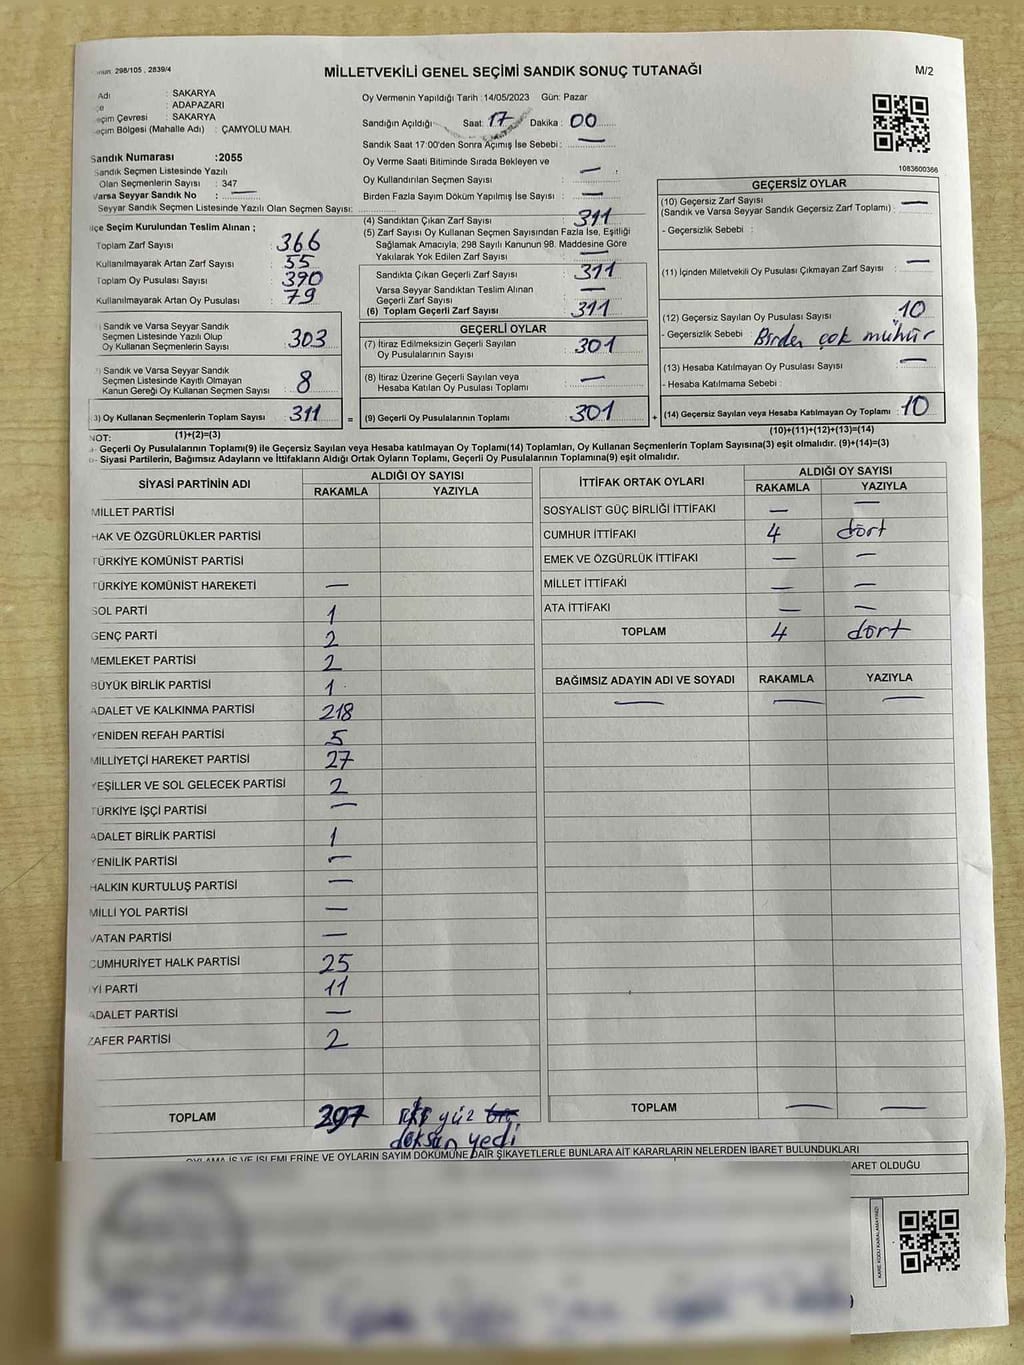 298/105 , 2839/4
MİLLETVEKİLİ GENEL SEÇİMİ SANDIK SONUÇ TUTANAĞI
M/2
Adı : SAKARYA
: ADAPAZARI
Çevresi : SAKARYA
Bölgesi (Mahalle Adı) : ÇAMYOLU MAH.
Sandık Numarası :2055
Sandık Seçmen Listesinde Yazılı
Olan Seçmenlerin Sayısı : 347
Varsa Seyyar Sandık No : —
Seyyar Sandık Seçmen Listesinde Yazılı Olan Seçmen Sayısı:
Oy Vermenin Yapıldığı Tarih :14/05/2023 Gün: Pazar
Sandığın Açıldığı Saat: 17 Dakika : 00
Sandık Saat 17:00'den Sonra Açımış İse Sebebi : —
Oy Verme Saati Bitiminde Sırada Bekleyen ve
Oy Kullandırılan Seçmen Sayısı : —
Birden Fazla Sayım Döküm Yapılmış İse Sayısı : —
1083600366
Kurulundan Teslim Alınan ;
Toplam Zarf Sayısı : 366
Kullanılmayarak Artan Zarf Sayısı : 55
Toplam Oy Pusulası Sayısı : 390
Kullanılmayarak Artan Oy Pusulası : 79
(4) Sandıktan Çıkan Zarf Sayısı : 311
(5) Zarf Sayısı Oy Kullanan Seçmen Sayısından Fazla İse, Eşitliği
Sağlamak Amacıyla; 298 Sayılı Kanunun 98. Maddesine Göre
Yakılarak Yok Edilen Zarf Sayısı : —
Sandıkta Çıkan Geçerli Zarf Sayısı : 311
Varsa Seyyar Sandıktan Teslim Alınan
Geçerli Zarf Sayısı : —
(6) Toplam Geçerli Zarf Sayısı : 311
GEÇERSİZ OYLAR
(10) Geçersiz Zarf Sayısı
(Sandık ve Varsa Seyyar Sandık Geçersiz Zarf Toplamı) : —
- Geçersizlik Sebebi :
(11) İçinden Milletvekili Oy Pusulası Çıkmayan Zarf Sayısı : —
(12) Geçersiz Sayılan Oy Pusulası Sayısı : 10
- Geçersizlik Sebebi : Birden çok mühür
(13) Hesaba Katılmayan Oy Pusulası Sayısı : —
- Hesaba Katılmama Sebebi :
Sandık ve Varsa Seyyar Sandık
Seçmen Listesinde Yazılı Olup
Oy Kullanan Seçmenlerin Sayısı : 303
Sandık ve Varsa Seyyar Sandık
Seçmen Listesinde Kayıtlı Olmayan
Kanun Gereği Oy Kullanan Seçmen Sayısı : 8
GEÇERLİ OYLAR
(7) İtiraz Edilmeksizin Geçerli Sayılan
Oy Pusulalarının Sayısı : 301
(8) İtiraz Üzerine Geçerli Sayılan veya
Hesaba Katılan Oy Pusulası Toplamı : —
3) Oy Kullanan Seçmenlerin Toplam Sayısı : 311 = (9) Geçerli Oy Pusulalarının Toplamı : 301 + (14) Geçersiz Sayılan veya Hesaba Katılmayan Oy Toplamı : 10
NOT: (1)+(2)=(3) (10)+(11)+(12)+(13)=(14)
- Geçerli Oy Pusulalarının Toplamı(9) ile Geçersiz Sayılan veya Hesaba katılmayan Oy Toplamı(14) Toplamları, Oy Kullanan Seçmenlerin Toplam Sayısına(3) eşit olmalıdır. (9)+(14)=(3)
- Siyasi Partilerin, Bağımsız Adayların ve İttifakların Aldığı Ortak Oyların Toplamı, Geçerli Oy Pusulalarının Toplamına(9) eşit olmalıdır.
SİYASİ PARTİNİN ADI ALDIĞI OY SAYISI
RAKAMLA YAZIYLA
MİLLET PARTİSİ
HAK VE ÖZGÜRLÜKLER PARTİSİ
TÜRKİYE KOMÜNİST PARTİSİ
TÜRKİYE KOMÜNİST HAREKETİ —
SOL PARTİ 1
GENÇ PARTİ 2
MEMLEKET PARTİSİ 2
BÜYÜK BİRLİK PARTİSİ 1
ADALET VE KALKINMA PARTİSİ 218
YENİDEN REFAH PARTİSİ 5
MİLLİYETÇİ HAREKET PARTİSİ 27
YEŞİLLER VE SOL GELECEK PARTİSİ 2
TÜRKİYE İŞÇİ PARTİSİ —
ADALET BİRLİK PARTİSİ 1
YENİLİK PARTİSİ —
HALKIN KURTULUŞ PARTİSİ —
MİLLİ YOL PARTİSİ —
VATAN PARTİSİ —
CUMHURİYET HALK PARTİSİ 25
İYİ PARTİ 11
ADALET PARTİSİ —
ZAFER PARTİSİ 2
TOPLAM 297 iki yüz
doksan yedi
İTTİFAK ORTAK OYLARI ALDIĞI OY SAYISI
RAKAMLA YAZIYLA
SOSYALİST GÜÇ BİRLİĞİ İTTİFAKI — —
CUMHUR İTTİFAKI 4 dört
EMEK VE ÖZGÜRLÜK İTTİFAKI — —
MİLLET İTTİFAKI — —
ATA İTTİFAKI — —
TOPLAM 4 dört
BAĞIMSIZ ADAYIN ADI VE SOYADI RAKAMLA YAZIYLA
— — —
TOPLAM — —
OYLAMA İŞ VE İŞLEMLERİNE VE OYLARIN SAYIM DÖKÜMÜNE DAİR ŞİKAYETLERLE BUNLARA AİT KARARLARIN NELERDEN İBARET BULUNDUKLARI
ARET OLDUĞU
KARE KODU KARALAMAYINIZ!